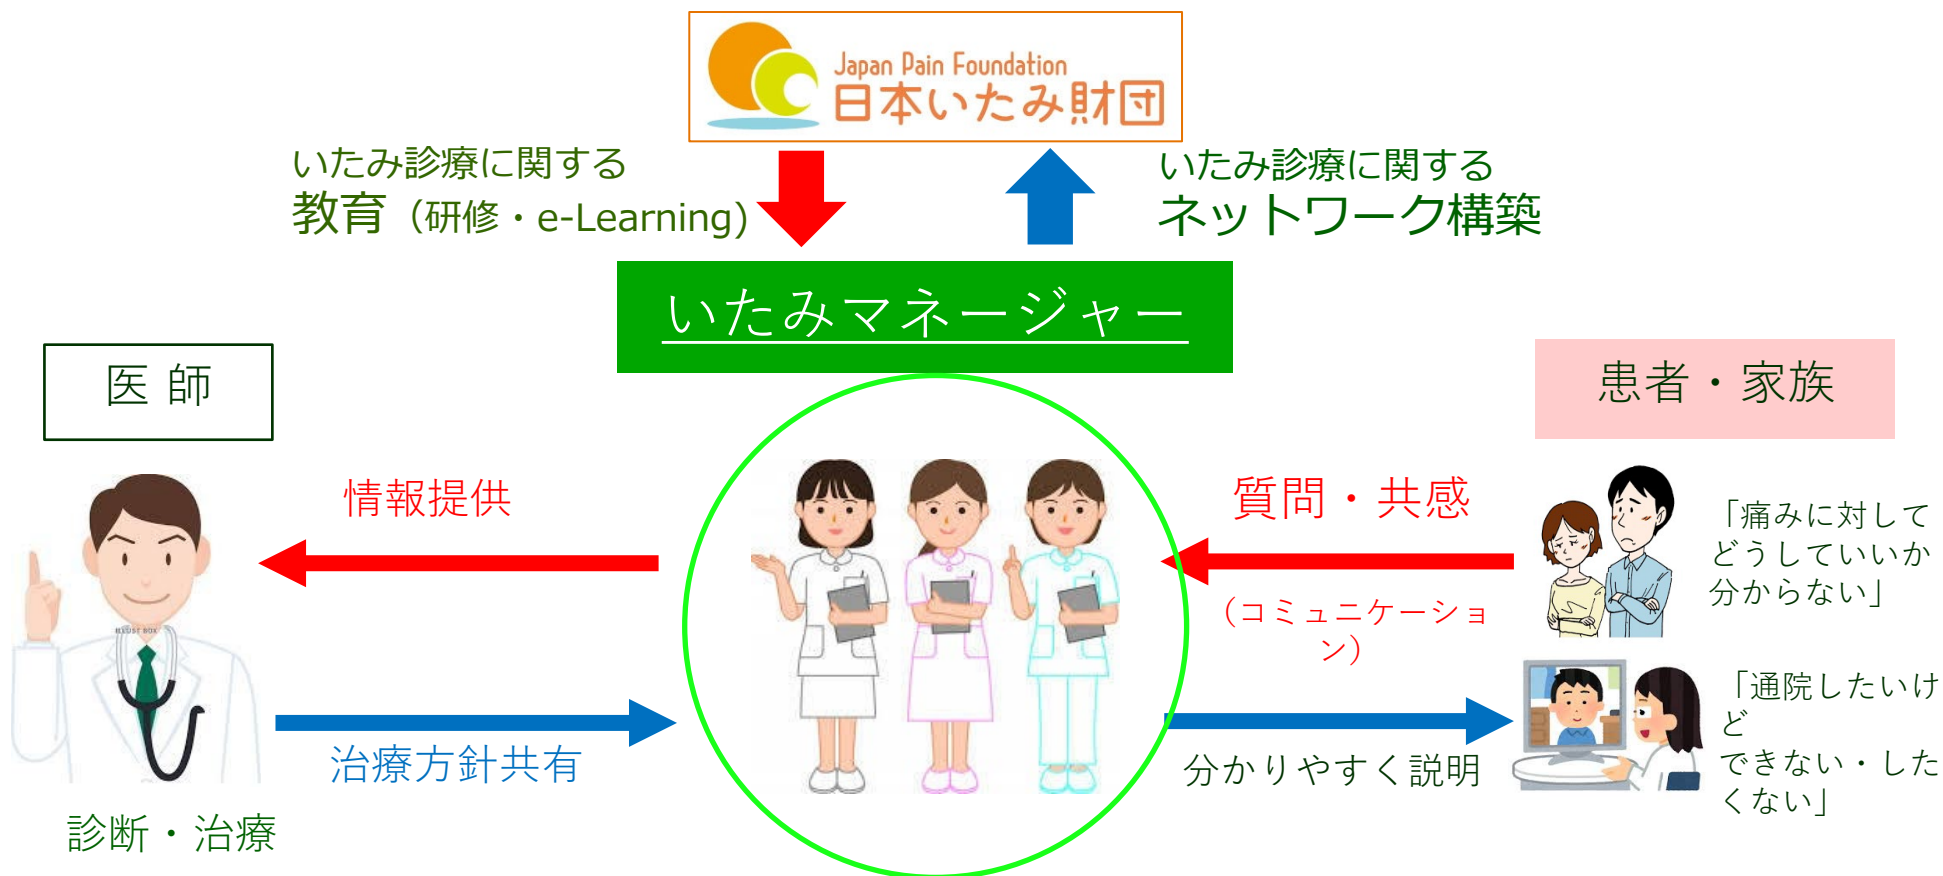 Japan Pain Foundation
日本いたみ財団
いたみ診療に関する
教育（研修・e-Learning)
いたみ診療に関する
ネットワーク構築
いたみマネージャー
医 師
患者・家族
情報提供
質問・共感
（コミュニケーショ
ン）
「痛みに対して
どうしていいか
分からない」
ILLUST BOX
治療方針共有
分かりやすく説明
「通院したいけ
ど
できない・した
くない」
診断・治療